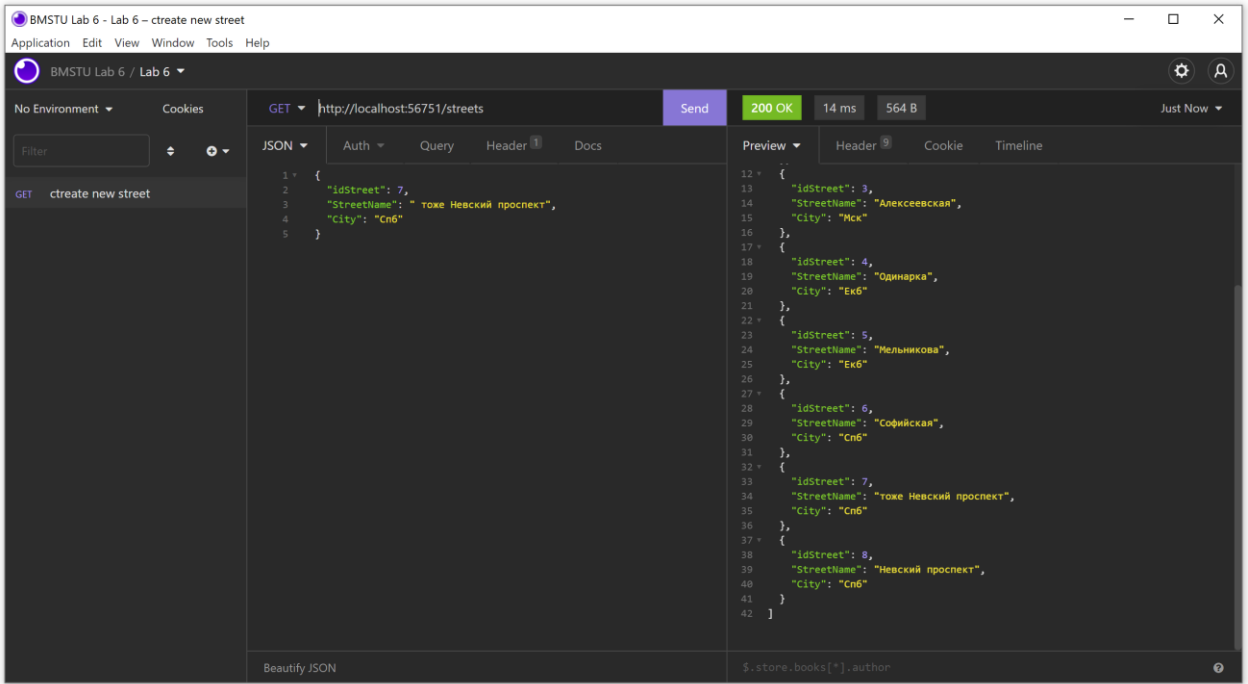 BMSTU Lab 6 - Lab 6 – ctreate new street
Application Edit View Window Tools Help
BMSTU Lab 6 / Lab 6
No Environment
Cookies
Filter
GET ctreate new street
GET http://localhost:56751/streets
Send
JSON Auth Query Header 1 Docs
1 {
2 "idStreet": 7,
3 "StreetName": " тоже Невский проспект",
4 "City": "Спб"
5 }
Beautify JSON
200 OK 14 ms 564 B Just Now
Preview Header 9 Cookie Timeline
12 {
13 "idStreet": 3,
14 "StreetName": "Алексеевская",
15 "City": "Мск"
16 },
17 {
18 "idStreet": 4,
19 "StreetName": "Одинарка",
20 "City": "Екб"
21 },
22 {
23 "idStreet": 5,
24 "StreetName": "Мельникова",
25 "City": "Екб"
26 },
27 {
28 "idStreet": 6,
29 "StreetName": "Софийская",
30 "City": "Спб"
31 },
32 {
33 "idStreet": 7,
34 "StreetName": "тоже Невский проспект",
35 "City": "Спб"
36 },
37 {
38 "idStreet": 8,
39 "StreetName": "Невский проспект",
40 "City": "Спб"
41 }
42 ]
$.store.books[*].author